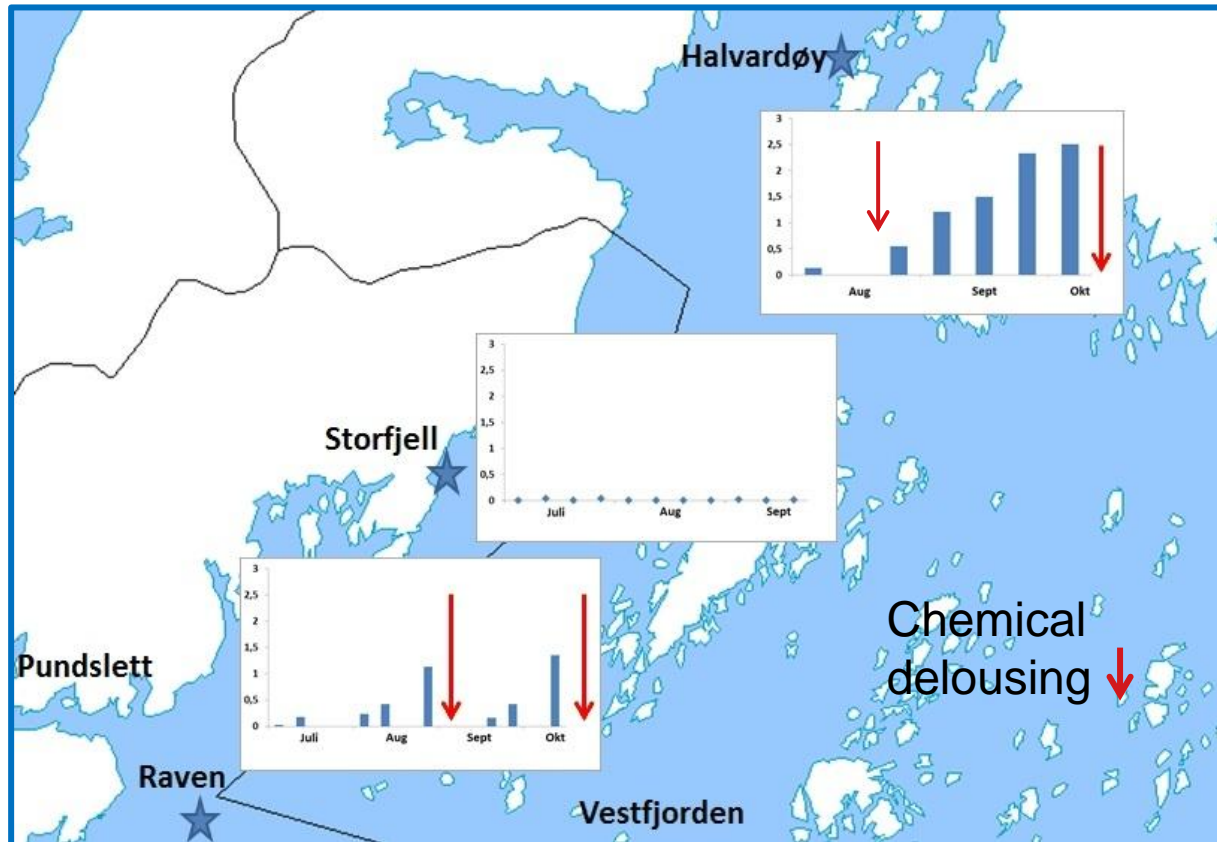 Halvardøy
3
2,5
2
1,5
1
0,5
0
Aug Sept Okt
3
2,5
2
1,5
1
0,5
0
Juli Aug Sept
Storfjell
3
2,5
2
1,5
1
0,5
0
Juli Aug Sept Okt
Chemical
delousing
Pundslett
Raven
Vestfjorden